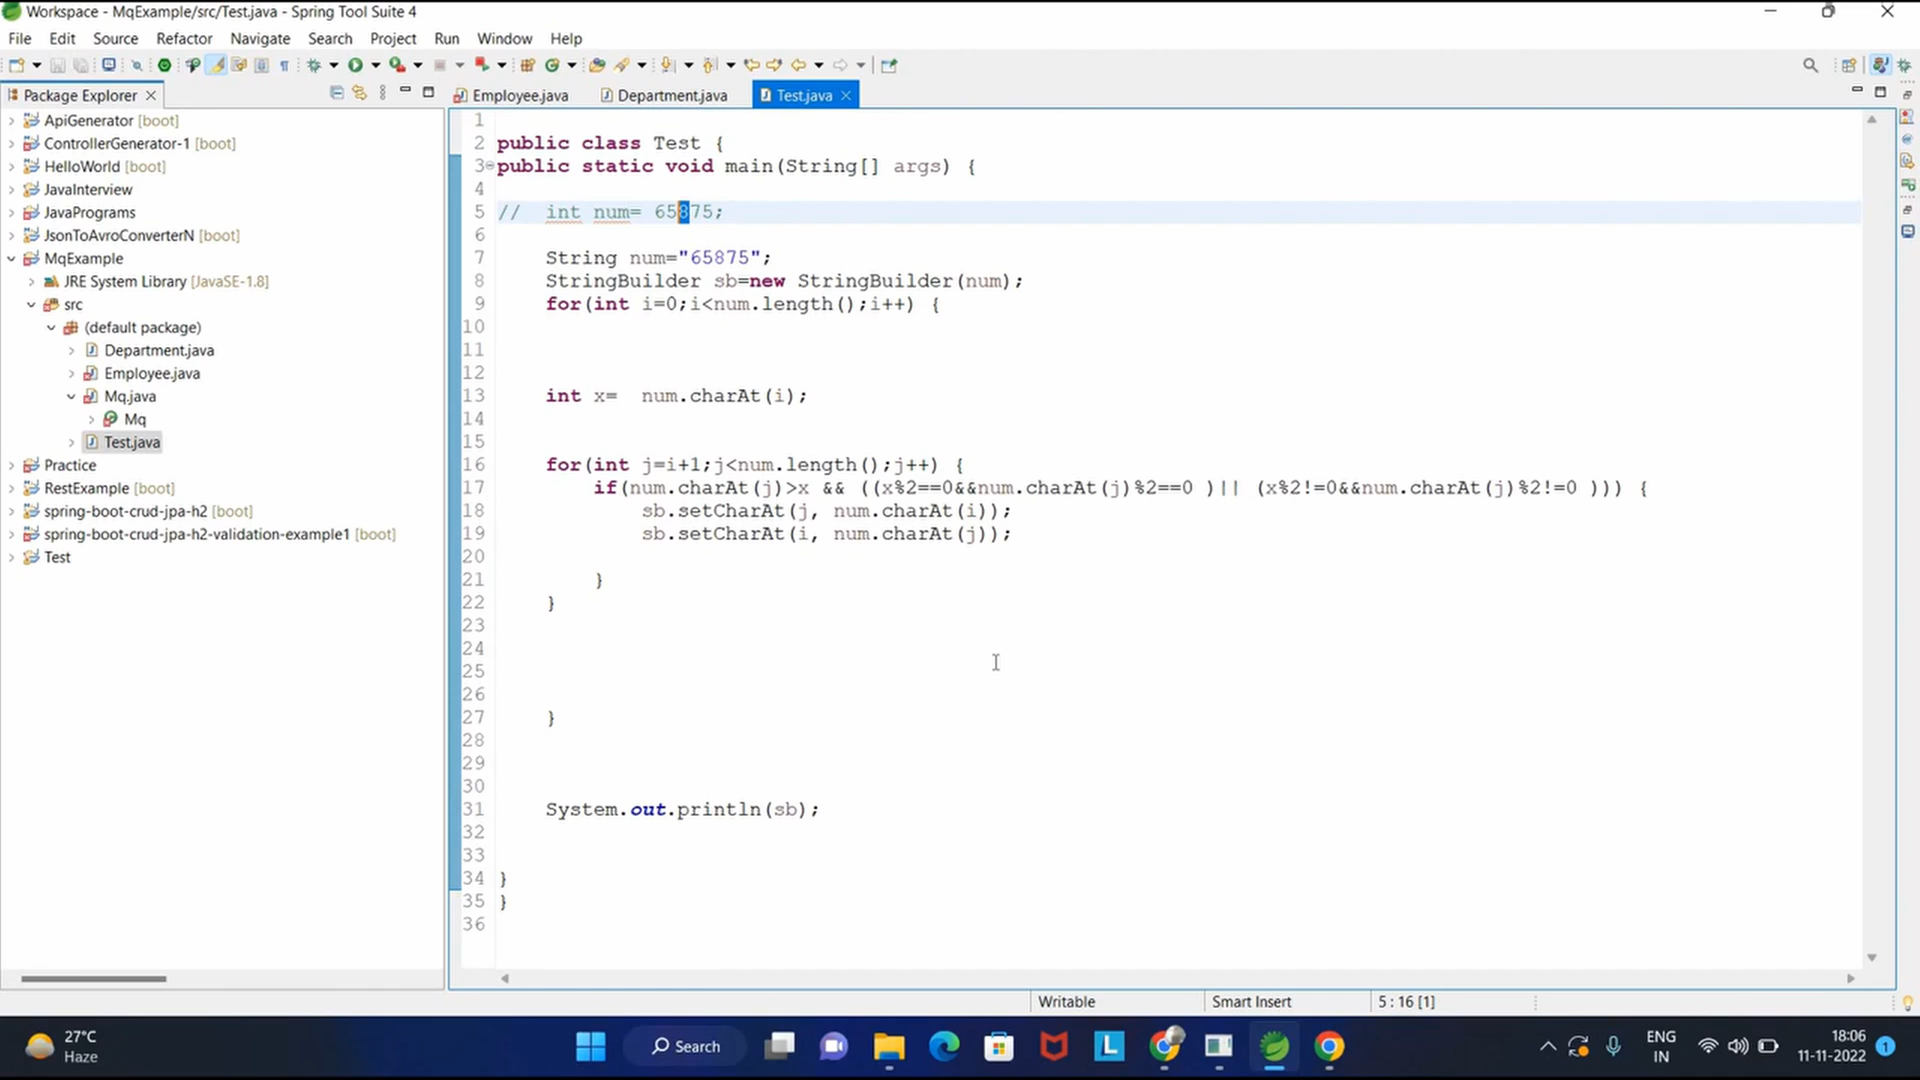 Workspace - MqExample/src/Test.java - Spring Tool Suite 4
File Edit Source Refactor Navigate Search Project Run Window Help
Package Explorer
ApiGenerator [boot]
ControllerGenerator-1 [boot]
HelloWorld [boot]
JavaInterview
JavaPrograms
JsonToAvroConverterN [boot]
MqExample
JRE System Library [JavaSE-1.8]
src
(default package)
Department.java
Employee.java
Mq.java
Mq
Test.java
Practice
RestExample [boot]
spring-boot-crud-jpa-h2 [boot]
spring-boot-crud-jpa-h2-validation-example1 [boot]
Test
Employee.java Department.java Test.java
1
2 public class Test {
3 public static void main(String[] args) {
4
5 // int num= 65875;
6
7 String num="65875";
8 StringBuilder sb=new StringBuilder(num);
9 for(int i=0;i<num.length();i++) {
10
11
12
13 int x= num.charAt(i);
14
15
16 for(int j=i+1;j<num.length();j++) {
17 if(num.charAt(j)>x && ((x%2==0&&num.charAt(j)%2==0 )|| (x%2!=0&&num.charAt(j)%2!=0 ))) {
18 sb.setCharAt(j, num.charAt(i));
19 sb.setCharAt(i, num.charAt(j));
20
21 }
22 }
23
24
25
26
27 }
28
29
30
31 System.out.println(sb);
32
33
34 }
35 }
36
Writable Smart Insert 5 : 16 [1]
27°C
Haze
Search
ENG
IN
18:06
11-11-2022
1